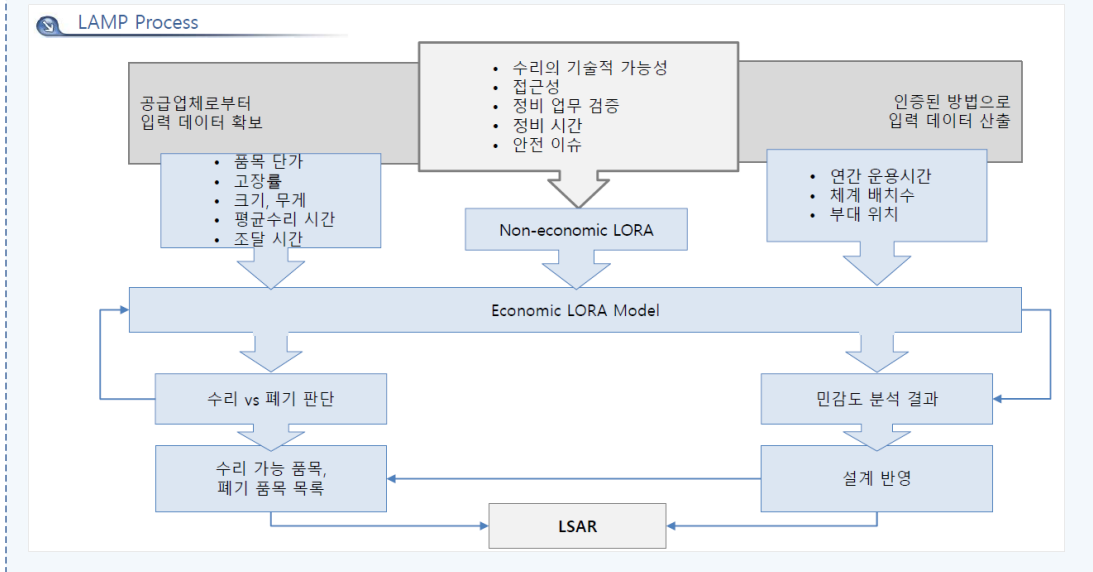 LAMP Process
공급업체로부터
입력 데이터 확보
• 수리의 기술적 가능성
• 접근성
• 정비 업무 검증
• 정비 시간
• 안전 이슈
인증된 방법으로
입력 데이터 산출
• 품목 단가
• 고장률
• 크기, 무게
• 평균수리 시간
• 조달 시간
Non-economic LORA
• 연간 운용시간
• 체계 배치수
• 부대 위치
Economic LORA Model
수리 vs 폐기 판단
민감도 분석 결과
수리 가능 품목,
폐기 품목 목록
설계 반영
LSAR